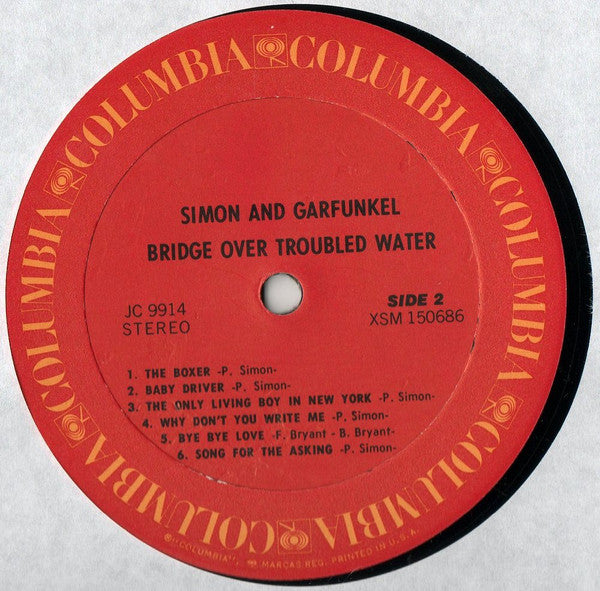 COLUMBIA COLUMBIA COLUMBIA COLUMBIA COLUMBIA COLUMBIA
SIMON AND GARFUNKEL
BRIDGE OVER TROUBLED WATER
JC 9914
STEREO
SIDE 2
XSM 150686
1. THE BOXER -P. Simon-
2. BABY DRIVER -P. Simon-
3. THE ONLY LIVING BOY IN NEW YORK -P. Simon-
4. WHY DON'T YOU WRITE ME -P. Simon-
5. BYE BYE LOVE -F. Bryant - B. Bryant-
6. SONG FOR THE ASKING -P. Simon-
"COLUMBIA", MARCAS REG. PRINTED IN U.S.A.